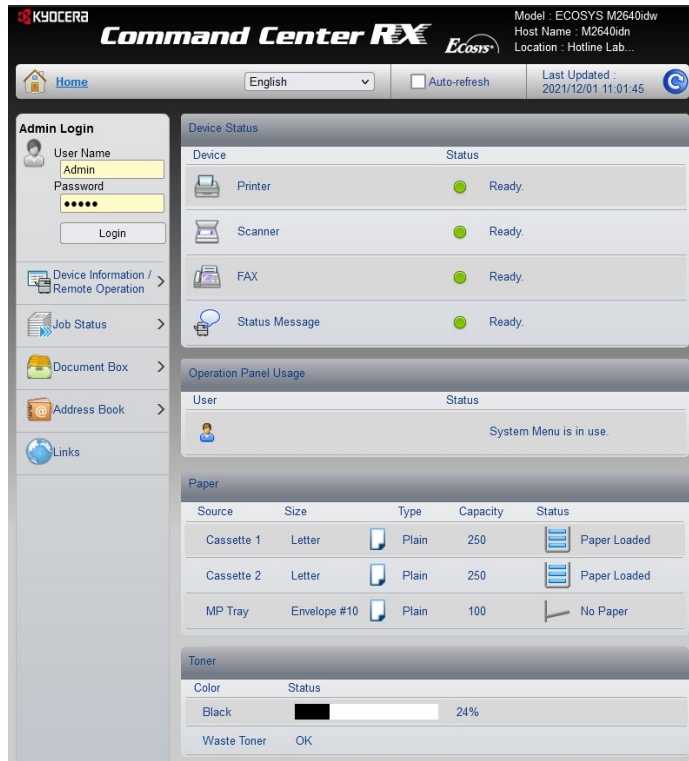 KYOCERA
Command Center RX
Ecosys
Model : ECOSYS M2640idw
Host Name : M2640idn
Location : Hotline Lab...
Home
English
Auto-refresh
Last Updated :
2021/12/01 11:01:45
Admin Login
User Name
Admin
Password
•••••
Login
Device Information /
Remote Operation
Job Status
Document Box
Address Book
Links
Device Status
Device Status
Printer Ready.
Scanner Ready.
FAX Ready.
Status Message Ready.
Operation Panel Usage
User Status
System Menu is in use.
Paper
Source Size Type Capacity Status
Cassette 1 Letter Plain 250 Paper Loaded
Cassette 2 Letter Plain 250 Paper Loaded
MP Tray Envelope #10 Plain 100 No Paper
Toner
Color Status
Black 24%
Waste Toner OK